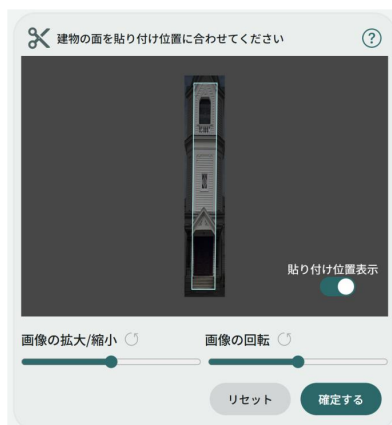 建物の面を貼り付け位置に合わせてください
?
貼り付け位置表示
画像の拡大/縮小
画像の回転
リセット
確定する